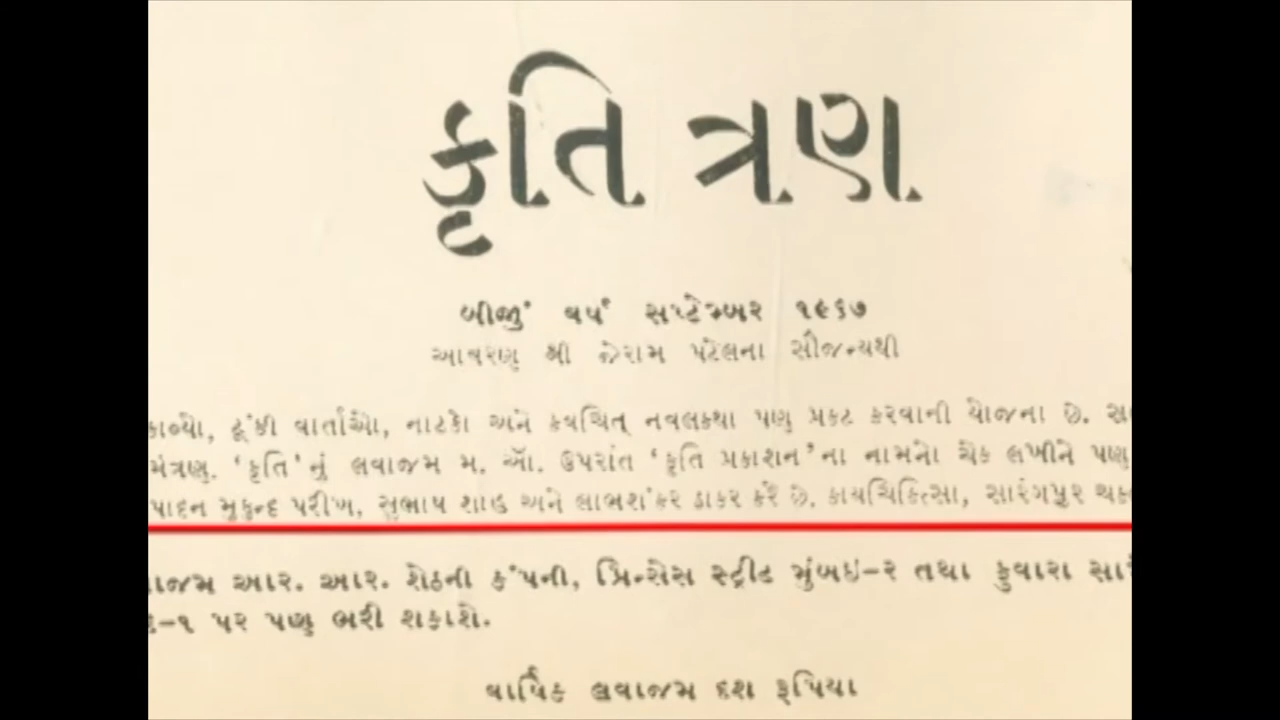 કૃતિ ત્રણ
બીજું વર્ષ સપ્ટેમ્બર ૧૯૬૭
આવરણ શ્રી જેરામ પટેલના સૌજન્યથી
કાવ્યો, ટૂંકી વાર્તાઓ, નાટકો અને કવચિત્ નવલકથા પણ પ્રકટ કરવાની યોજના છે.
મંત્રણ. ‘કૃતિ’નું લવાજમ મ. ઑ. ઉપરાંત ‘કૃતિ પ્રકાશન’ના નામનો ચેક લખીને પણ
પાદન મુકુન્દ પરીખ, સુભાષ શાહ અને લાભશંકર ઠાકર કરે છે. કાયચિકિત્સા, સારંગપુર ચક
વાજમ આર. આર. શેઠની કંપની, પ્રિન્સેસ સ્ટ્રીટ મુંબઇ-૨ તથા ફુવારા સા
-૧ પર પણ ભરી શકાશે.
વાર્ષિક લવાજમ દશ રૂપિયા